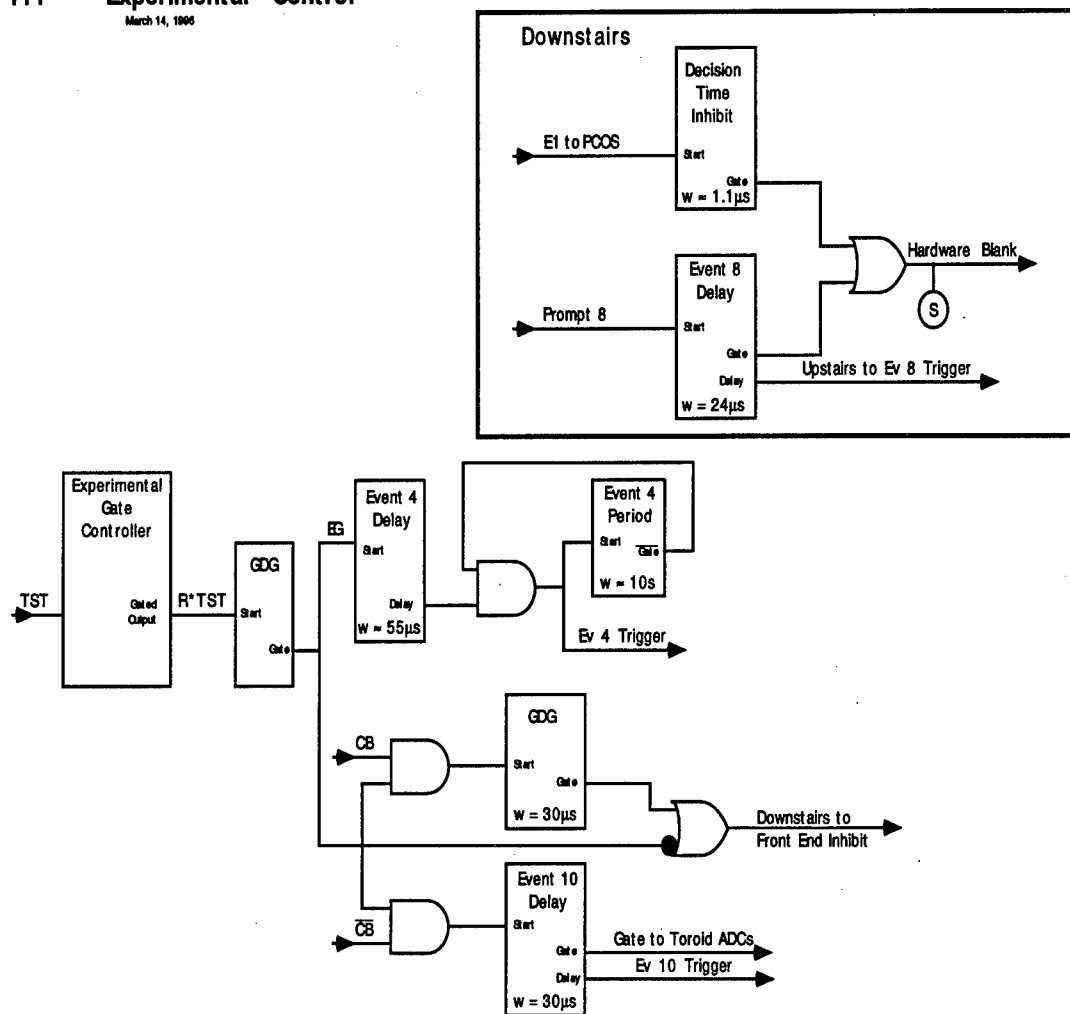 Experimental Control
March 14, 1996
Downstairs
Decision
Time
Inhibit
E1 to PCOS
Start
Gate
w ≈ 1.1μs
Event 8
Delay
Hardware Blank
S
Prompt 8
Start
Gate
Delay
Upstairs to Ev 8 Trigger
w = 24μs
Experimental
Gate
Controller
TST
Gated
Output
R*TST
GDG
Start
Gate
EG
Event 4
Delay
Start
Delay
w ≈ 55μs
Event 4
Period
Start
G̅a̅t̅e̅
w ≈ 10s
Ev 4 Trigger
CB
GDG
Start
Gate
w = 30μs
Downstairs to
Front End Inhibit
C̅B̅
Event 10
Delay
Start
Gate
Delay
w = 30μs
Gate to Toroid ADCs
Ev 10 Trigger